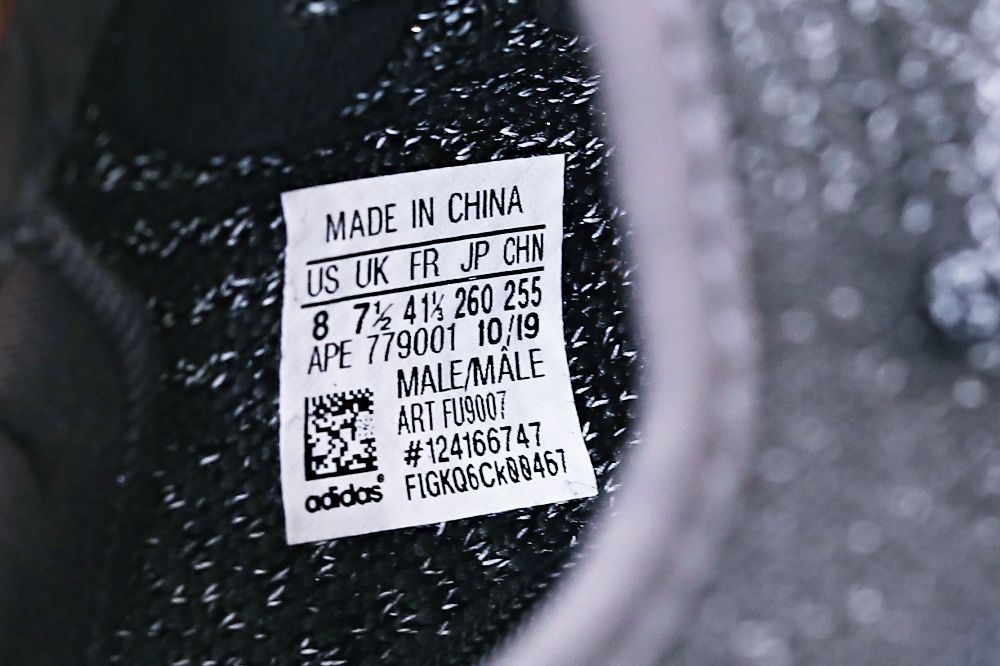 MADE IN CHINA
US UK FR JP CHN
8 7½ 41⅓ 260 255
APE 779001 10/19
MALE/MÂLE
ART FU9007
#124166747
FIGKQ6Ck00467
adidas